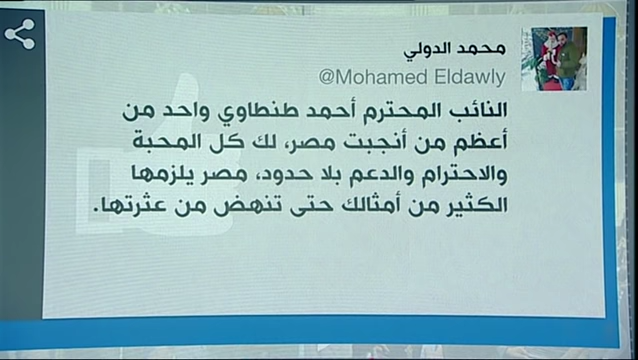 محمد الدولي
@Mohamed Eldawly
النائب المحترم أحمد طنطاوي واحد من
أعظم من أنجبت مصر، لك كل المحبة
والاحترام والدعم بلا حدود، مصر يلزمها
الكثير من أمثالك حتى تنهض من عثرتها.